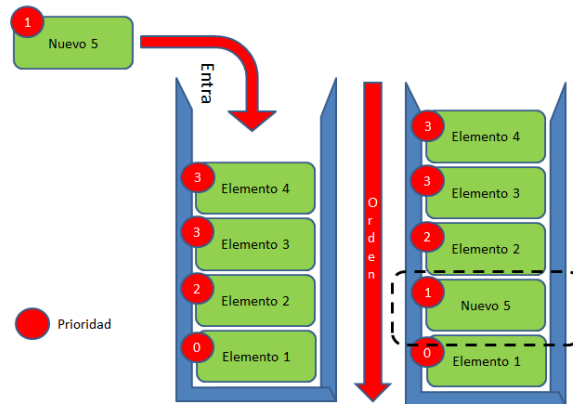 1
Nuevo 5
Entra
3
Elemento 4
3
Elemento 3
2
Elemento 2
0
Elemento 1
Prioridad
Orden
3
Elemento 4
3
Elemento 3
2
Elemento 2
1
Nuevo 5
0
Elemento 1